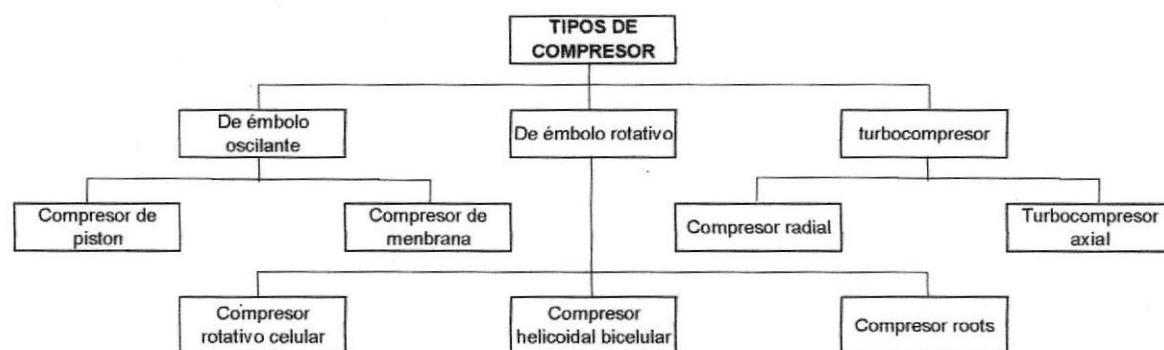 TIPOS DE
COMPRESOR
De émbolo
oscilante
De émbolo rotativo
turbocompresor
Compresor de
piston
Compresor de
menbrana
Compresor radial
Turbocompresor
axial
Compresor
rotativo celular
Compresor
helicoidal bicelular
Compresor roots